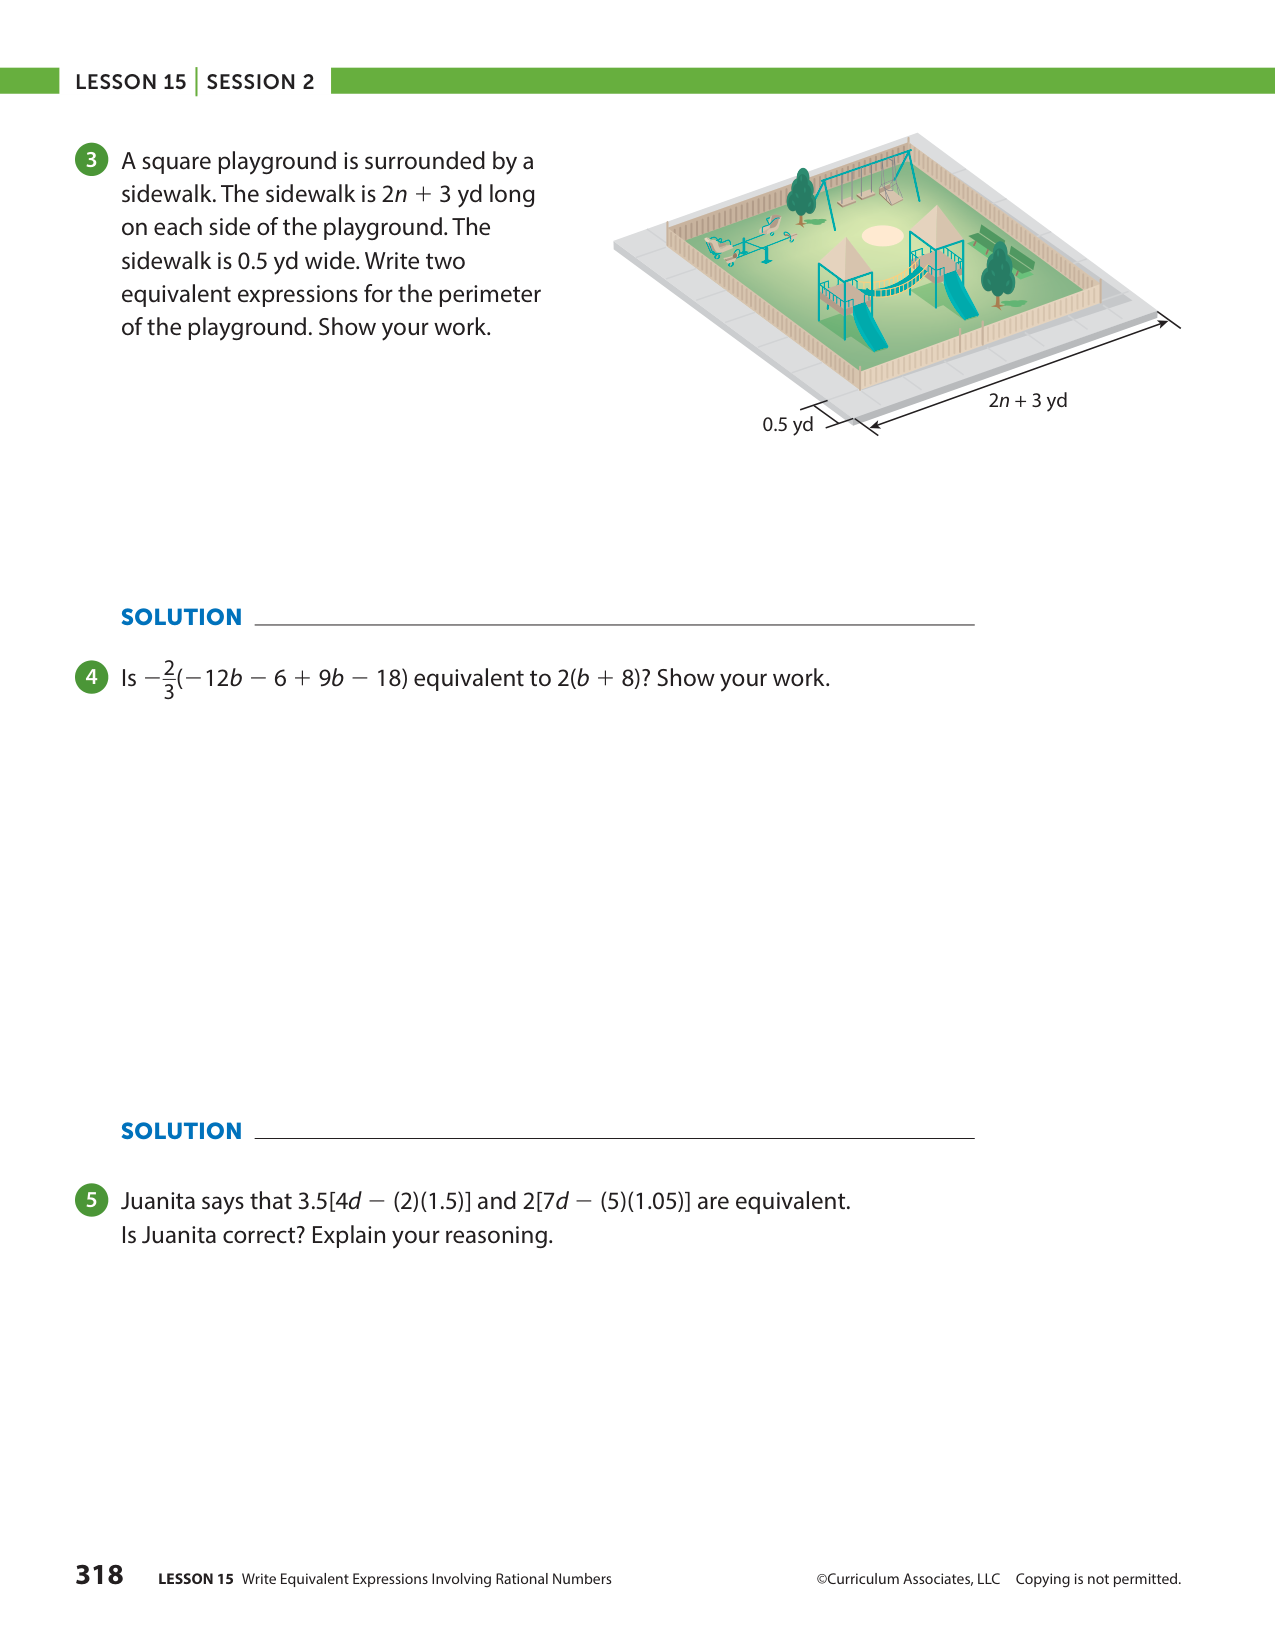 LESSON 15 | SESSION 2
3 A square playground is surrounded by a
sidewalk. The sidewalk is 2n + 3 yd long
on each side of the playground. The
sidewalk is 0.5 yd wide. Write two
equivalent expressions for the perimeter
of the playground. Show your work.
2n + 3 yd
0.5 yd
SOLUTION
4 Is −2/3(−12b − 6 + 9b − 18) equivalent to 2(b + 8)? Show your work.
SOLUTION
5 Juanita says that 3.5[4d − (2)(1.5)] and 2[7d − (5)(1.05)] are equivalent.
Is Juanita correct? Explain your reasoning.
318 LESSON 15 Write Equivalent Expressions Involving Rational Numbers ©Curriculum Associates, LLC Copying is not permitted.